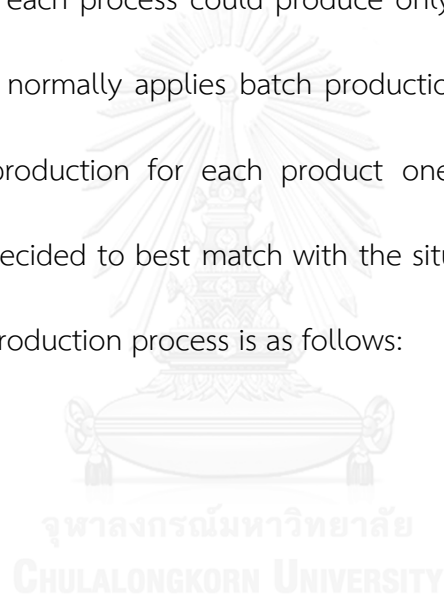 each process could produce only
normally applies batch productio
production for each product one
ecided to best match with the situ
roduction process is as follows:
จุฬาลงกรณ์มหาวิทยาลัย
CHULALONGKORN UNIVERSITY